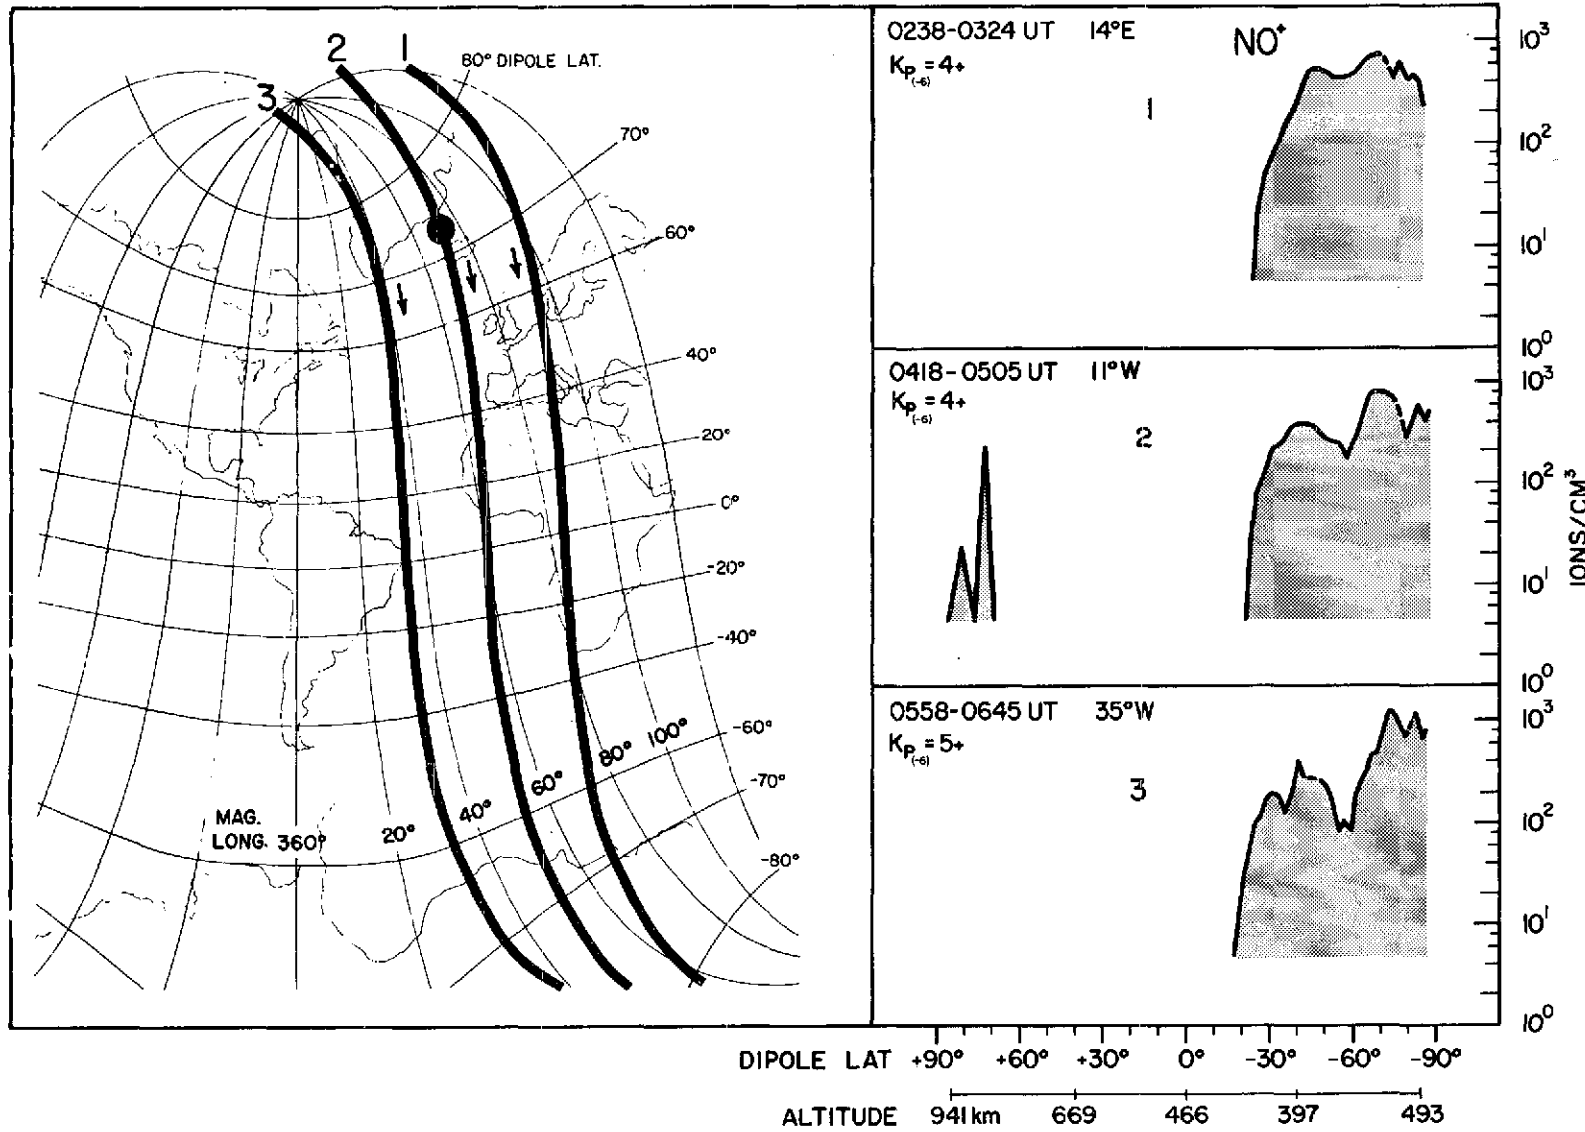 2 1
80° DIPOLE LAT.
3
70°
60°
40°
20°
0°
-20°
-40°
-60°
-70°
-80°
MAG.
LONG. 360° 20° 40° 60° 80° 100°
0238-0324 UT 14°E
NO⁺
Kp(-6) = 4+
1
10³
10²
10¹
10⁰
0418-0505 UT 11°W
Kp(-6) = 4+
2
10³
10²
10¹
10⁰
0558-0645 UT 35°W
Kp(-6) = 5+
3
10³
10²
10¹
10⁰
IONS/CM³
DIPOLE LAT +90° +60° +30° 0° -30° -60° -90°
ALTITUDE 941km 669 466 397 493